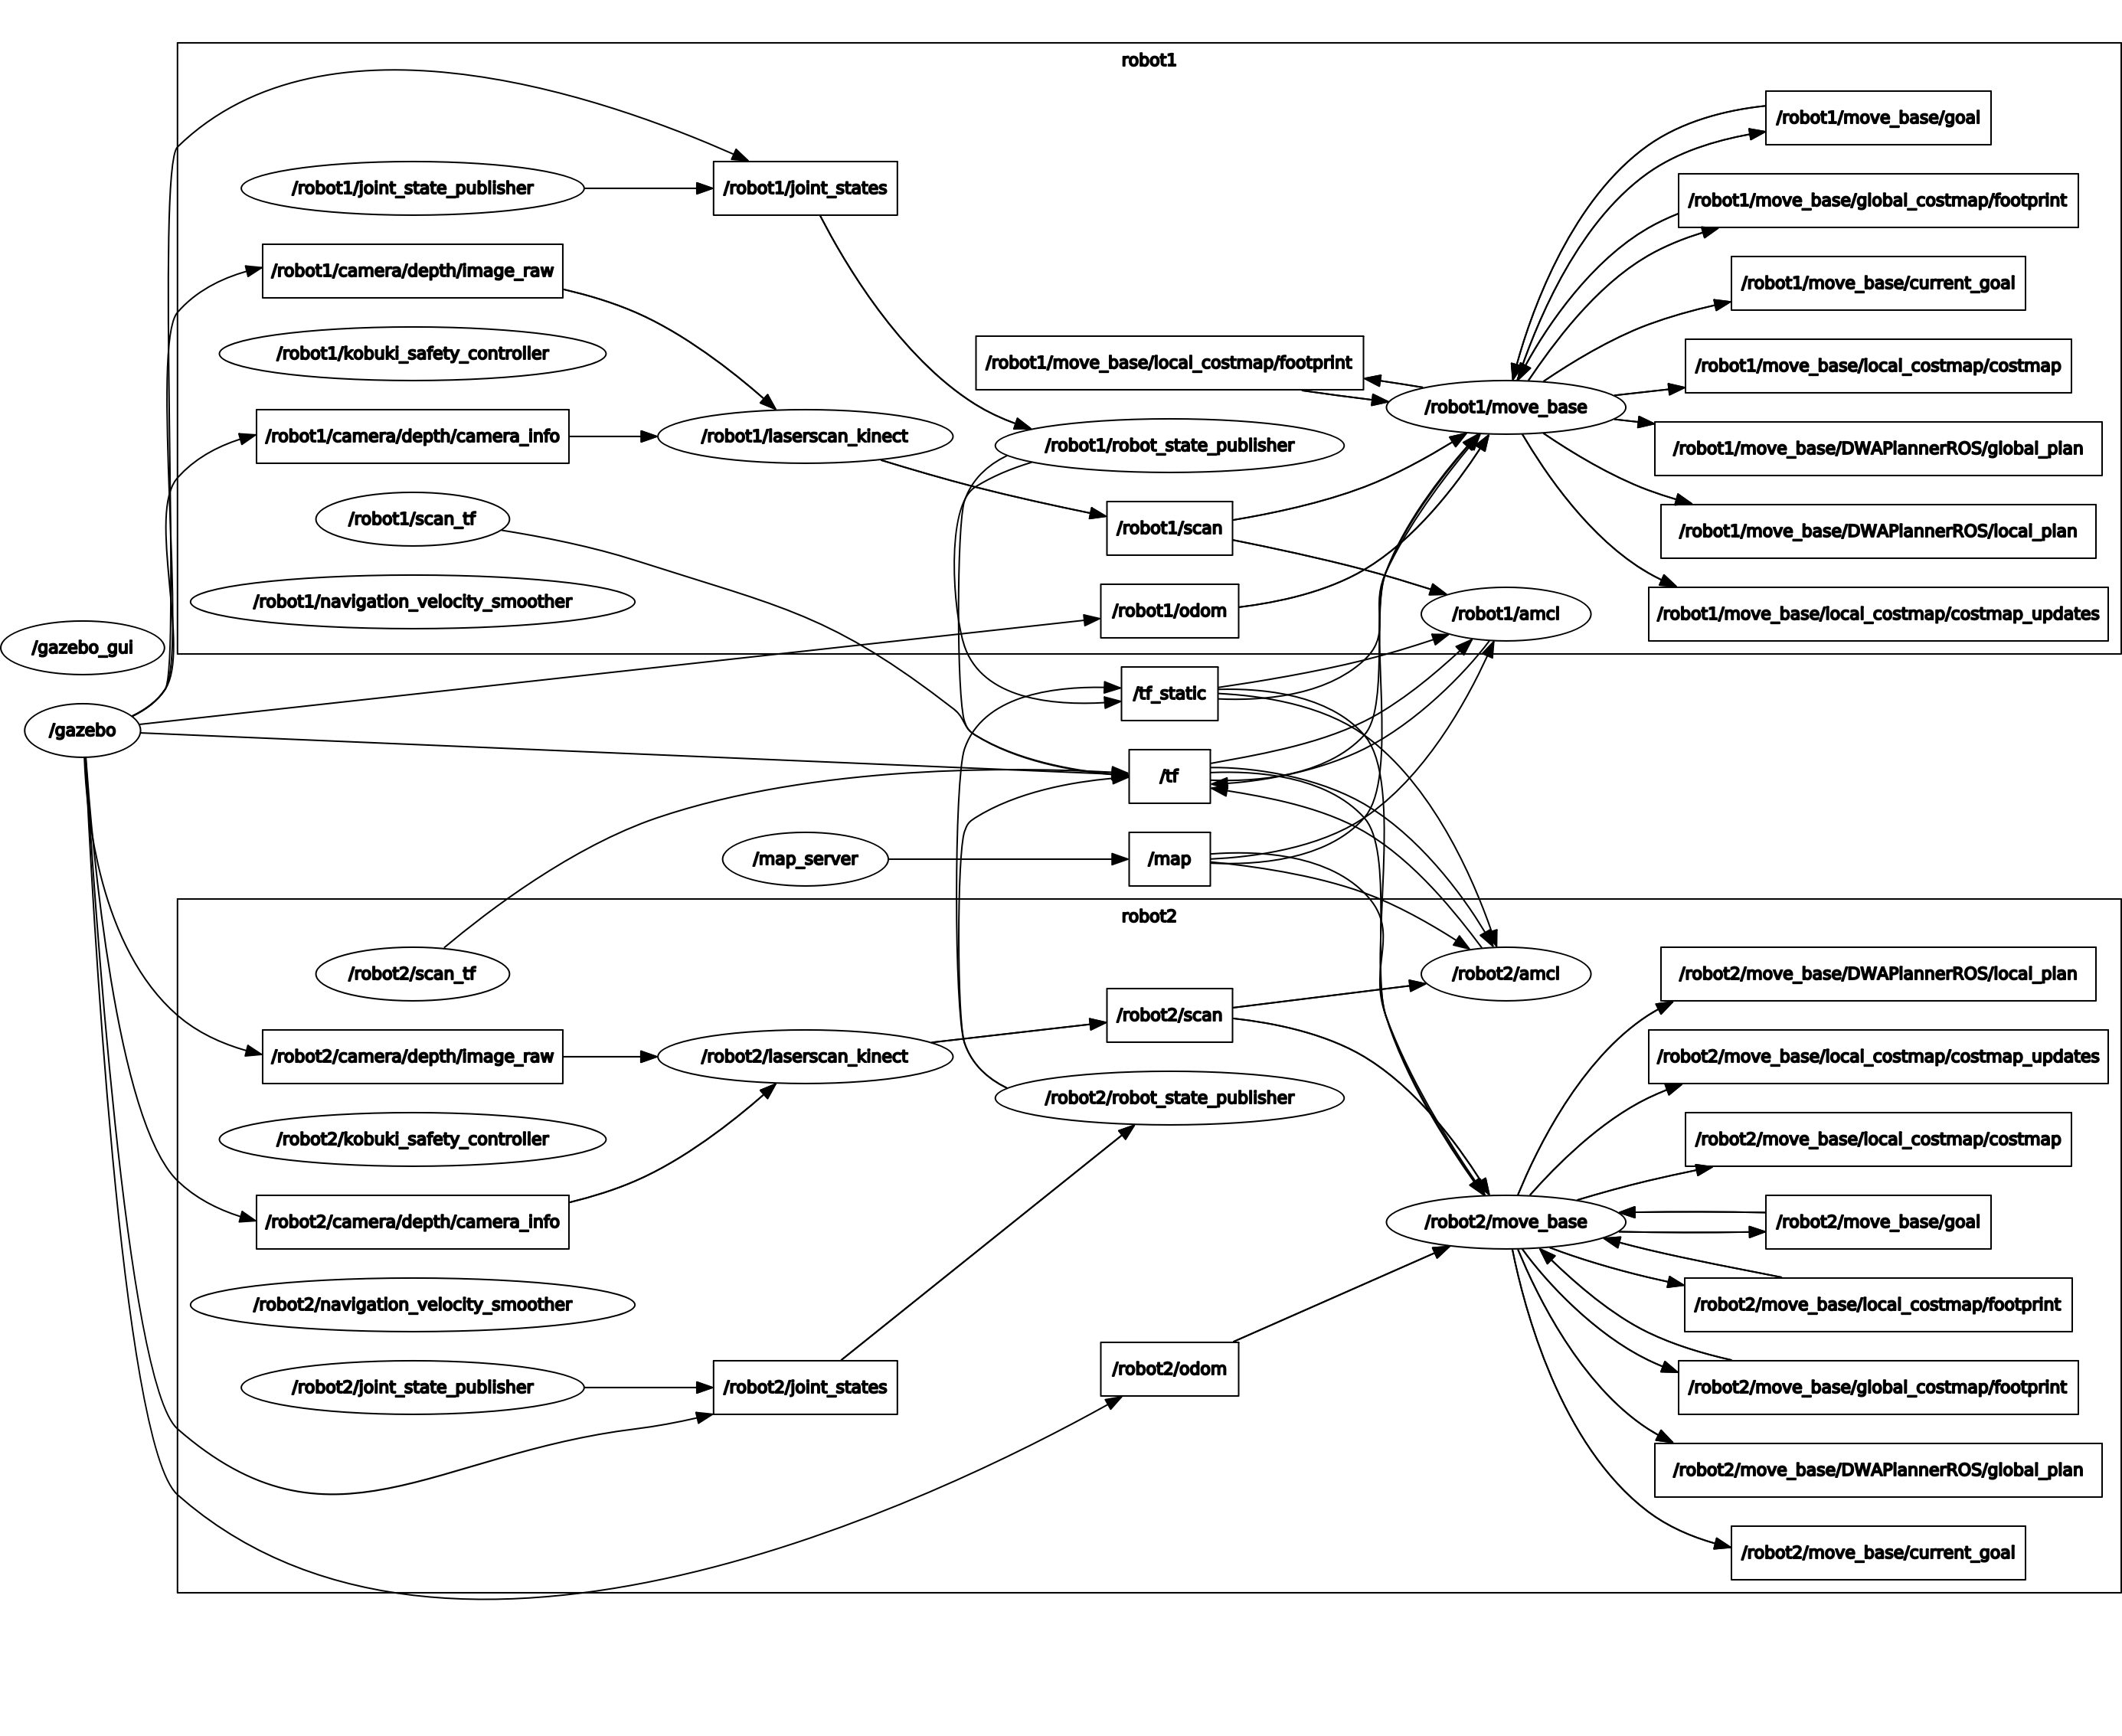 robot1
/robot1/move_base/goal
/robot1/joint_state_publisher
/robot1/joint_states
/robot1/move_base/global_costmap/footprint
/robot1/camera/depth/image_raw
/robot1/move_base/current_goal
/robot1/kobuki_safety_controller
/robot1/move_base/local_costmap/footprint
/robot1/move_base/local_costmap/costmap
/robot1/move_base
/robot1/camera/depth/camera_info
/robot1/laserscan_kinect
/robot1/robot_state_publisher
/robot1/move_base/DWAPlannerROS/global_plan
/robot1/scan_tf
/robot1/scan
/robot1/move_base/DWAPlannerROS/local_plan
/robot1/navigation_velocity_smoother
/robot1/odom
/robot1/amcl
/robot1/move_base/local_costmap/costmap_updates
/gazebo_gui
/tf_static
/gazebo
/tf
/map_server
/map
robot2
/robot2/scan_tf
/robot2/amcl
/robot2/move_base/DWAPlannerROS/local_plan
/robot2/scan
/robot2/camera/depth/image_raw
/robot2/laserscan_kinect
/robot2/move_base/local_costmap/costmap_updates
/robot2/robot_state_publisher
/robot2/kobuki_safety_controller
/robot2/move_base/local_costmap/costmap
/robot2/camera/depth/camera_info
/robot2/move_base
/robot2/move_base/goal
/robot2/navigation_velocity_smoother
/robot2/move_base/local_costmap/footprint
/robot2/odom
/robot2/joint_state_publisher
/robot2/joint_states
/robot2/move_base/global_costmap/footprint
/robot2/move_base/DWAPlannerROS/global_plan
/robot2/move_base/current_goal